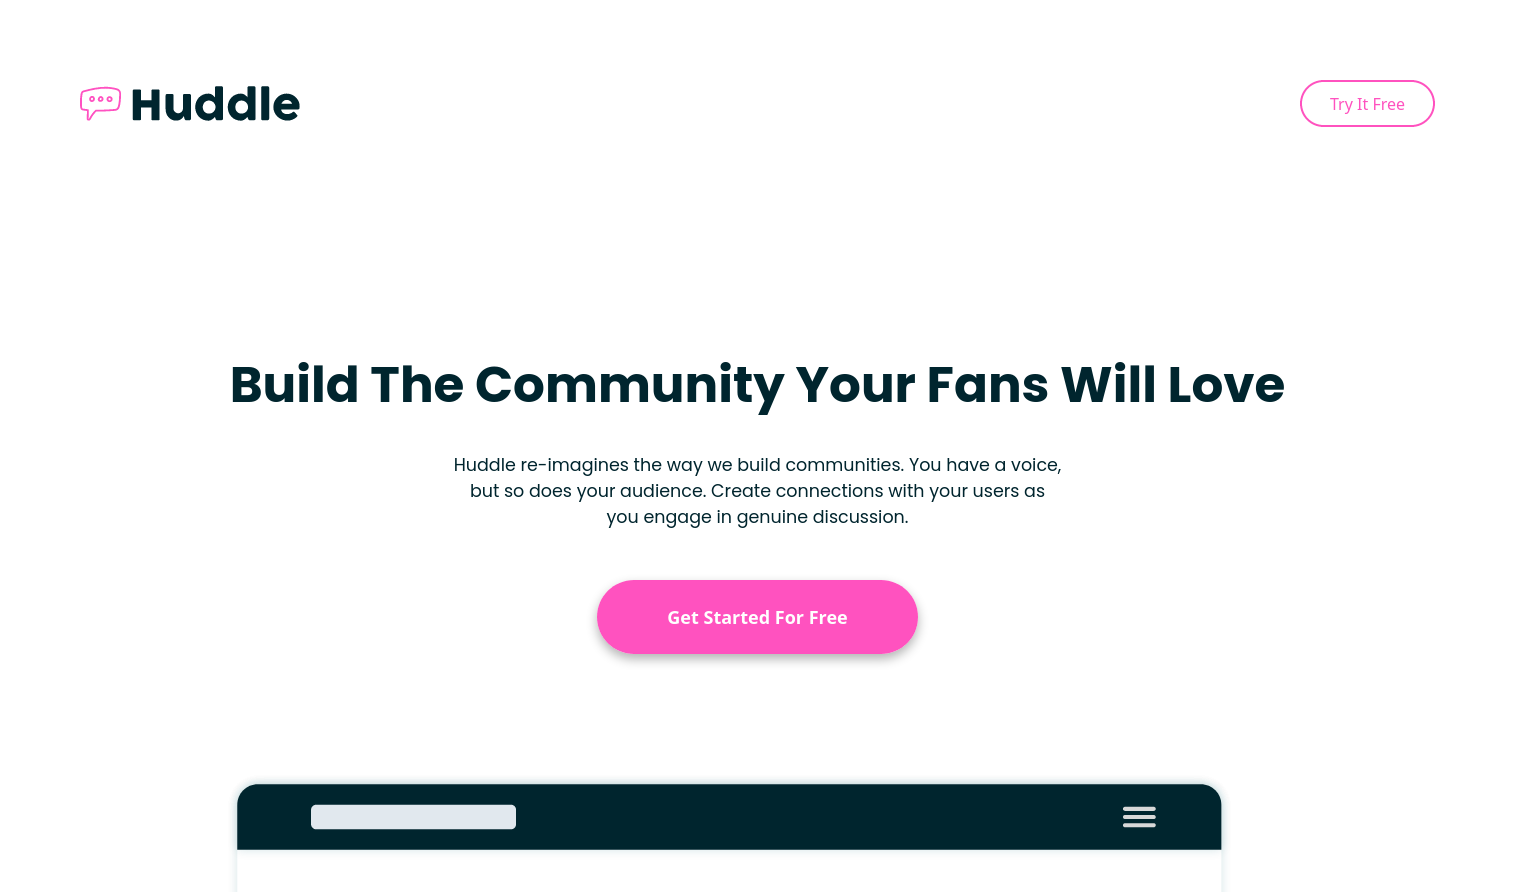 Huddle
Try It Free
Build The Community Your Fans Will Love
Huddle re-imagines the way we build communities. You have a voice,
but so does your audience. Create connections with your users as
you engage in genuine discussion.
Get Started For Free